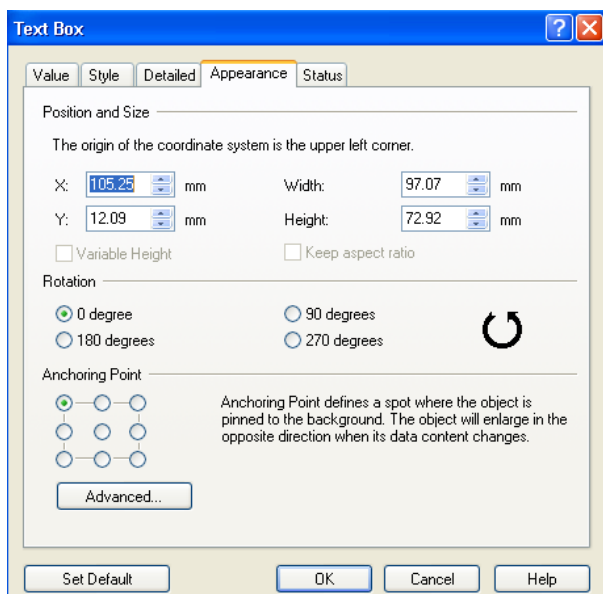 Text Box
Value Style Detailed Appearance Status
Position and Size
The origin of the coordinate system is the upper left corner.
X: 105.25 mm Width: 97.07 mm
Y: 12.09 mm Height: 72.92 mm
Variable Height Keep aspect ratio
Rotation
0 degree 90 degrees
180 degrees 270 degrees
Anchoring Point
Anchoring Point defines a spot where the object is
pinned to the background. The object will enlarge in the
opposite direction when its data content changes.
Advanced...
Set Default OK Cancel Help